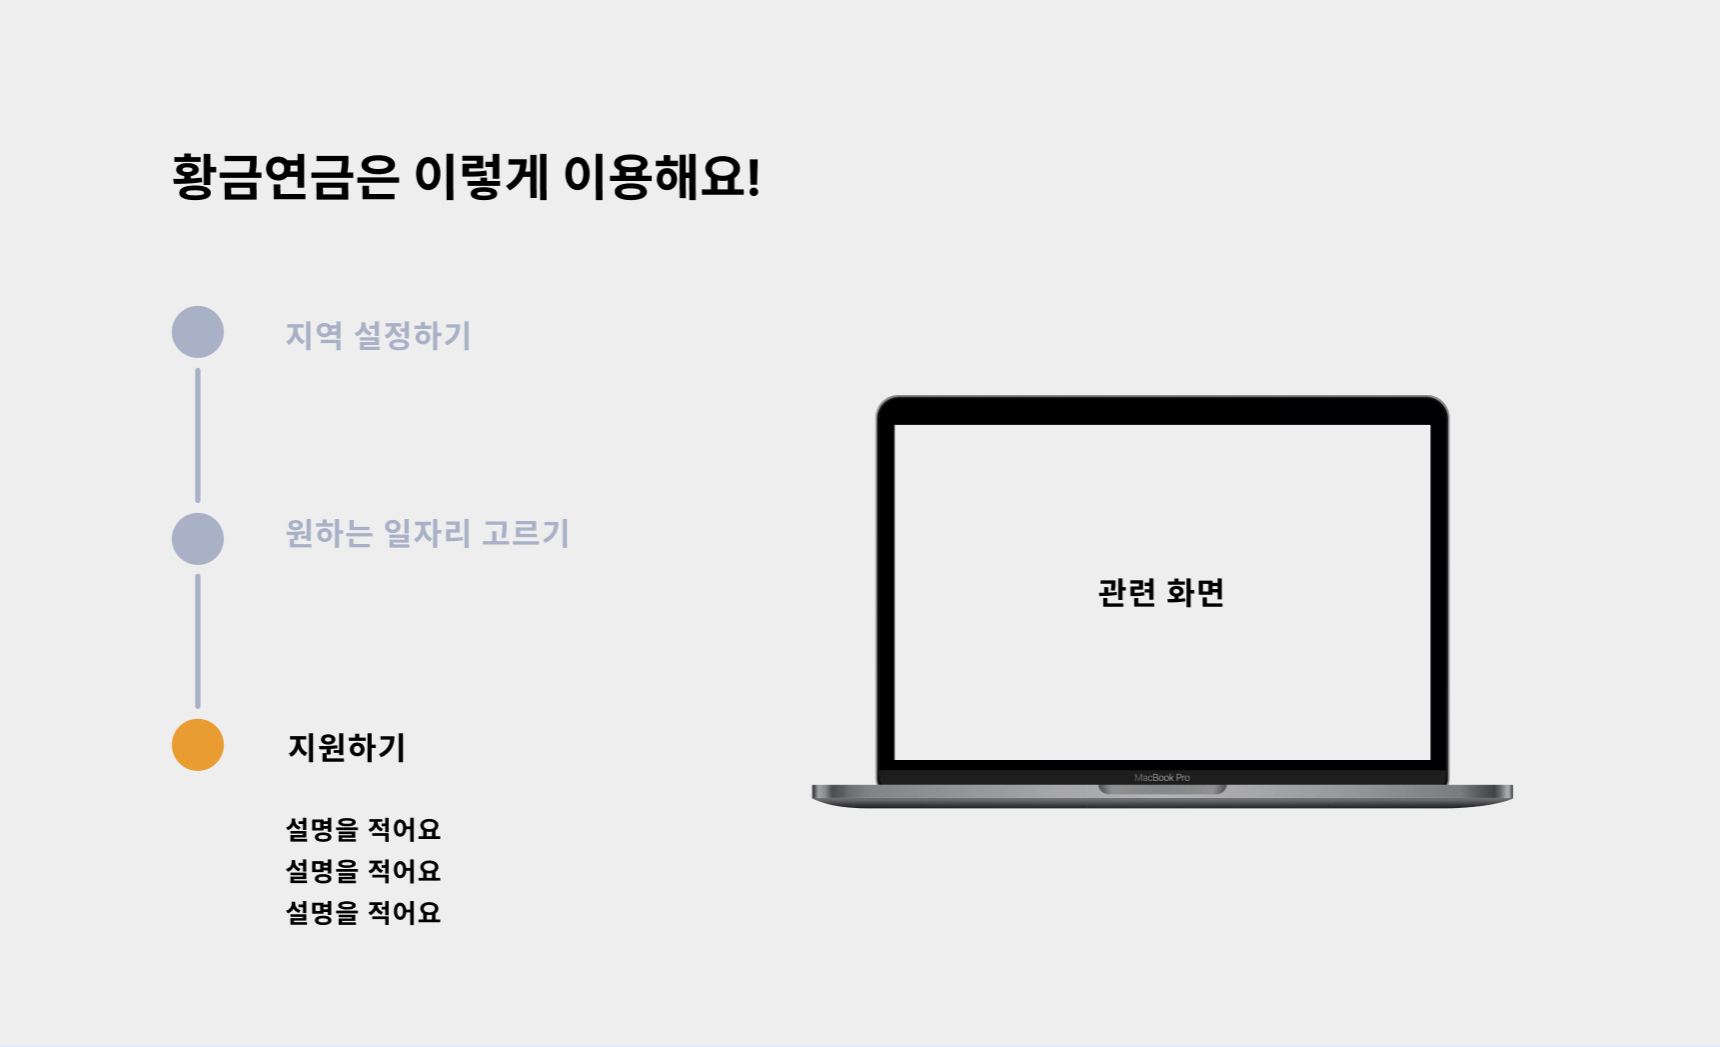 황금연금은 이렇게 이용해요!
지역 설정하기
원하는 일자리 고르기
지원하기
설명을 적어요
설명을 적어요
설명을 적어요
관련 화면
MacBook Pro